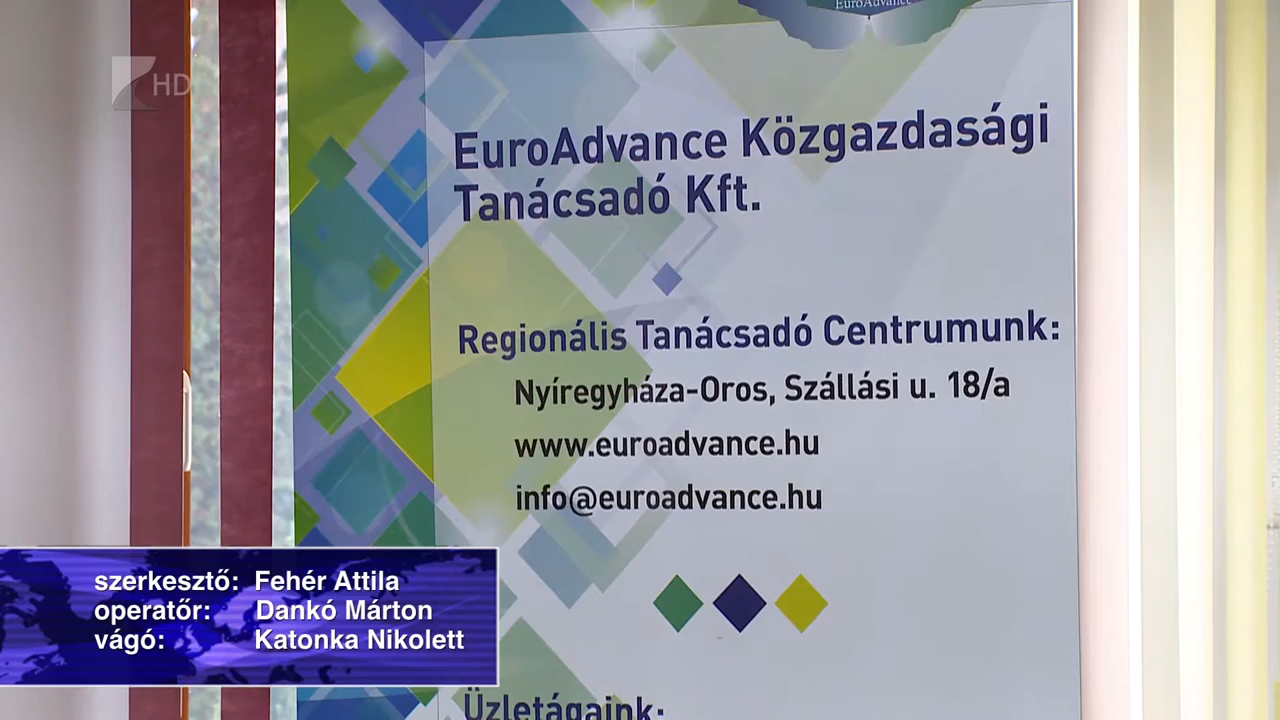 EuroAdvance
HD
EuroAdvance Közgazdasági
Tanácsadó Kft.
Regionális Tanácsadó Centrumunk:
Nyíregyháza-Oros, Szállási u. 18/a
www.euroadvance.hu
info@euroadvance.hu
szerkesztő: Fehér Attila
operatőr: Dankó Márton
vágó: Katonka Nikolett
Üzletágaink: